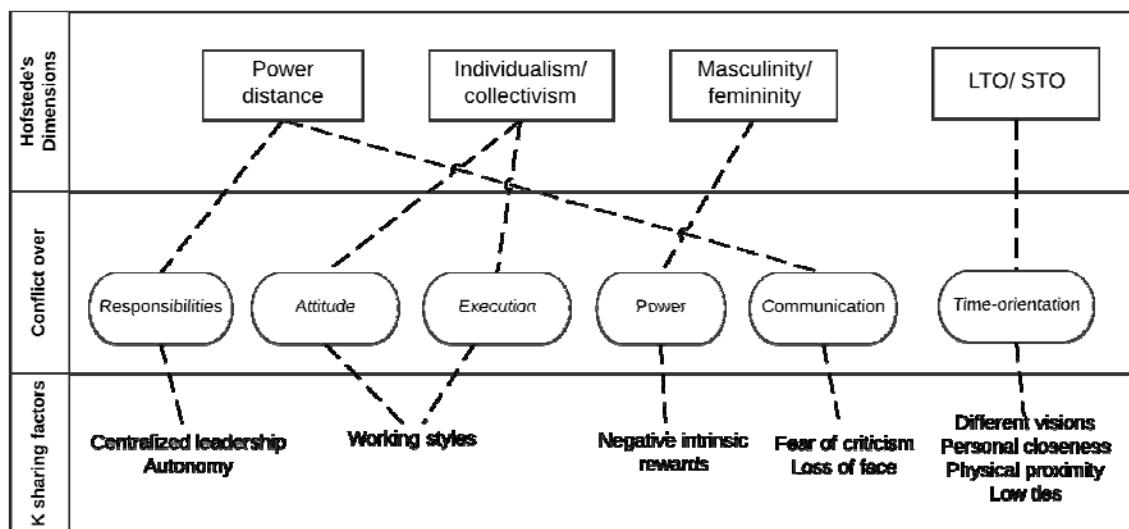 Hofstede's
Dimensions
Power
distance
Individualism/
collectivism
Masculinity/
femininity
LTO/ STO
Conflict over
Responsibilities
Attitude
Execution
Power
Communication
Time-orientation
K sharing factors
Centralized leadership
Autonomy
Working styles
Negative intrinsic
rewards
Fear of criticism
Loss of face
Different visions
Personal closeness
Physical proximity
Low ties